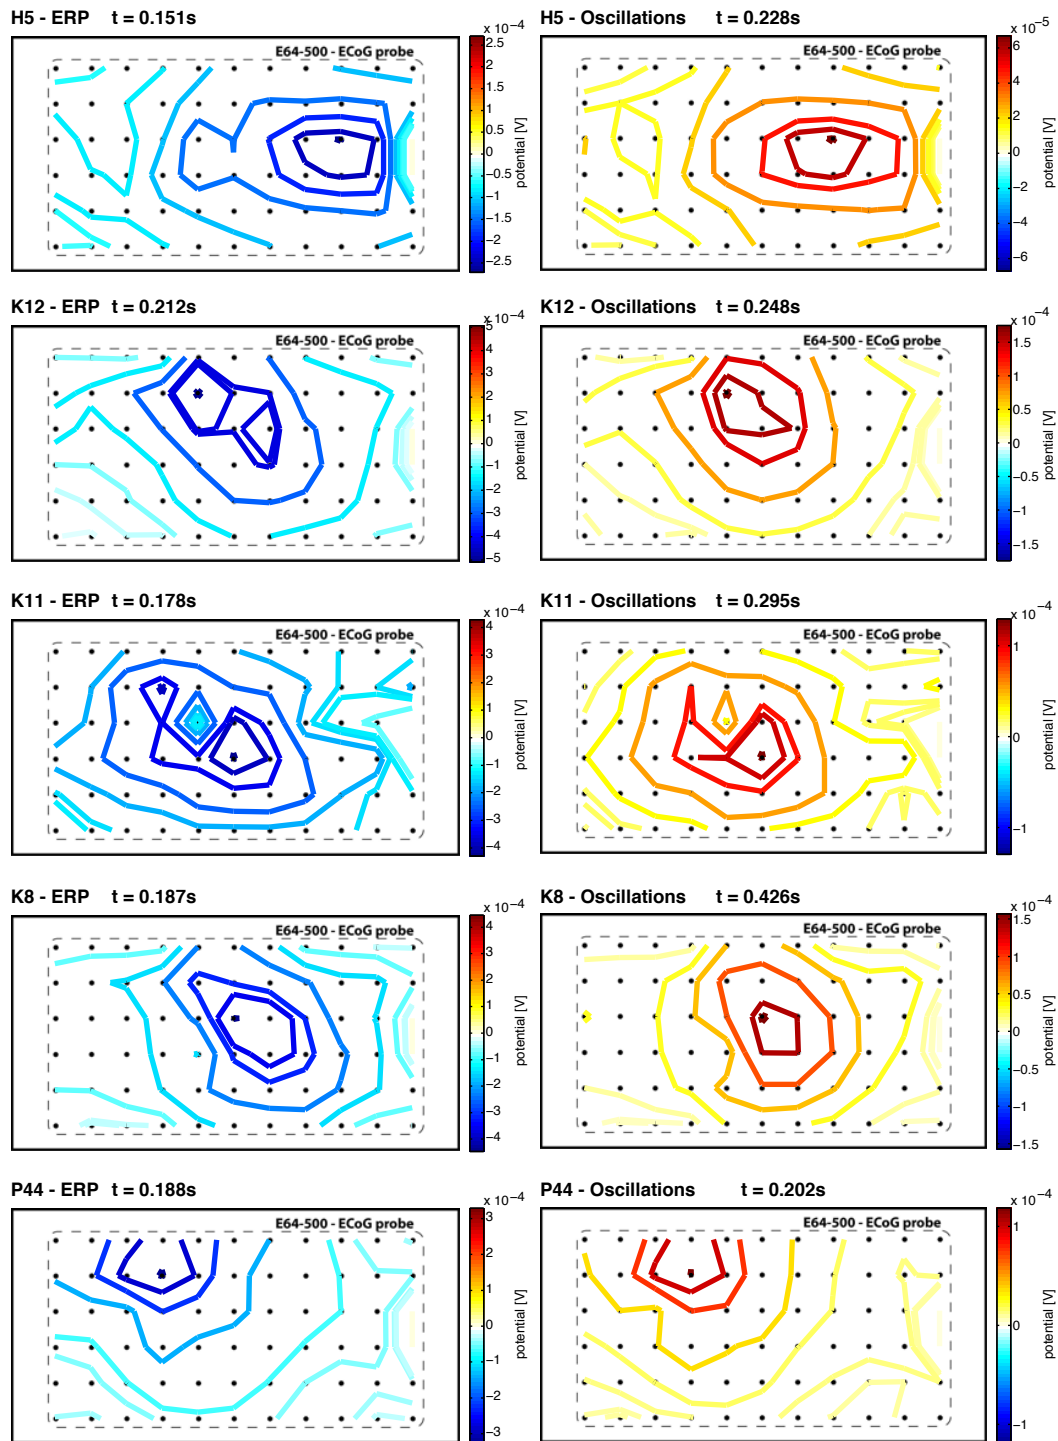 H5 - ERP t = 0.151s
x 10⁻⁴
E64-500 - ECoG probe
2.5
2
1.5
1
0.5
0
−0.5
−1
−1.5
−2
−2.5
potential [V]
H5 - Oscillations t = 0.228s
x 10⁻⁵
E64-500 - ECoG probe
6
4
2
0
−2
−4
−6
potential [V]
K12 - ERP t = 0.212s
x 10⁻⁴
E64-500 - ECoG probe
5
4
3
2
1
0
−1
−2
−3
−4
−5
potential [V]
K12 - Oscillations t = 0.248s
x 10⁻⁴
E64-500 - ECoG probe
1.5
1
0.5
0
−0.5
−1
−1.5
potential [V]
K11 - ERP t = 0.178s
x 10⁻⁴
E64-500 - ECoG probe
4
3
2
1
0
−1
−2
−3
−4
potential [V]
K11 - Oscillations t = 0.295s
x 10⁻⁴
E64-500 - ECoG probe
1
0
−1
potential [V]
K8 - ERP t = 0.187s
x 10⁻⁴
E64-500 - ECoG probe
4
3
2
1
0
−1
−2
−3
−4
potential [V]
K8 - Oscillations t = 0.426s
x 10⁻⁴
E64-500 - ECoG probe
1.5
1
0.5
0
−0.5
−1
−1.5
potential [V]
P44 - ERP t = 0.188s
x 10⁻⁴
E64-500 - ECoG probe
3
2
1
0
−1
−2
−3
potential [V]
P44 - Oscillations t = 0.202s
x 10⁻⁴
E64-500 - ECoG probe
1
0
−1
potential [V]